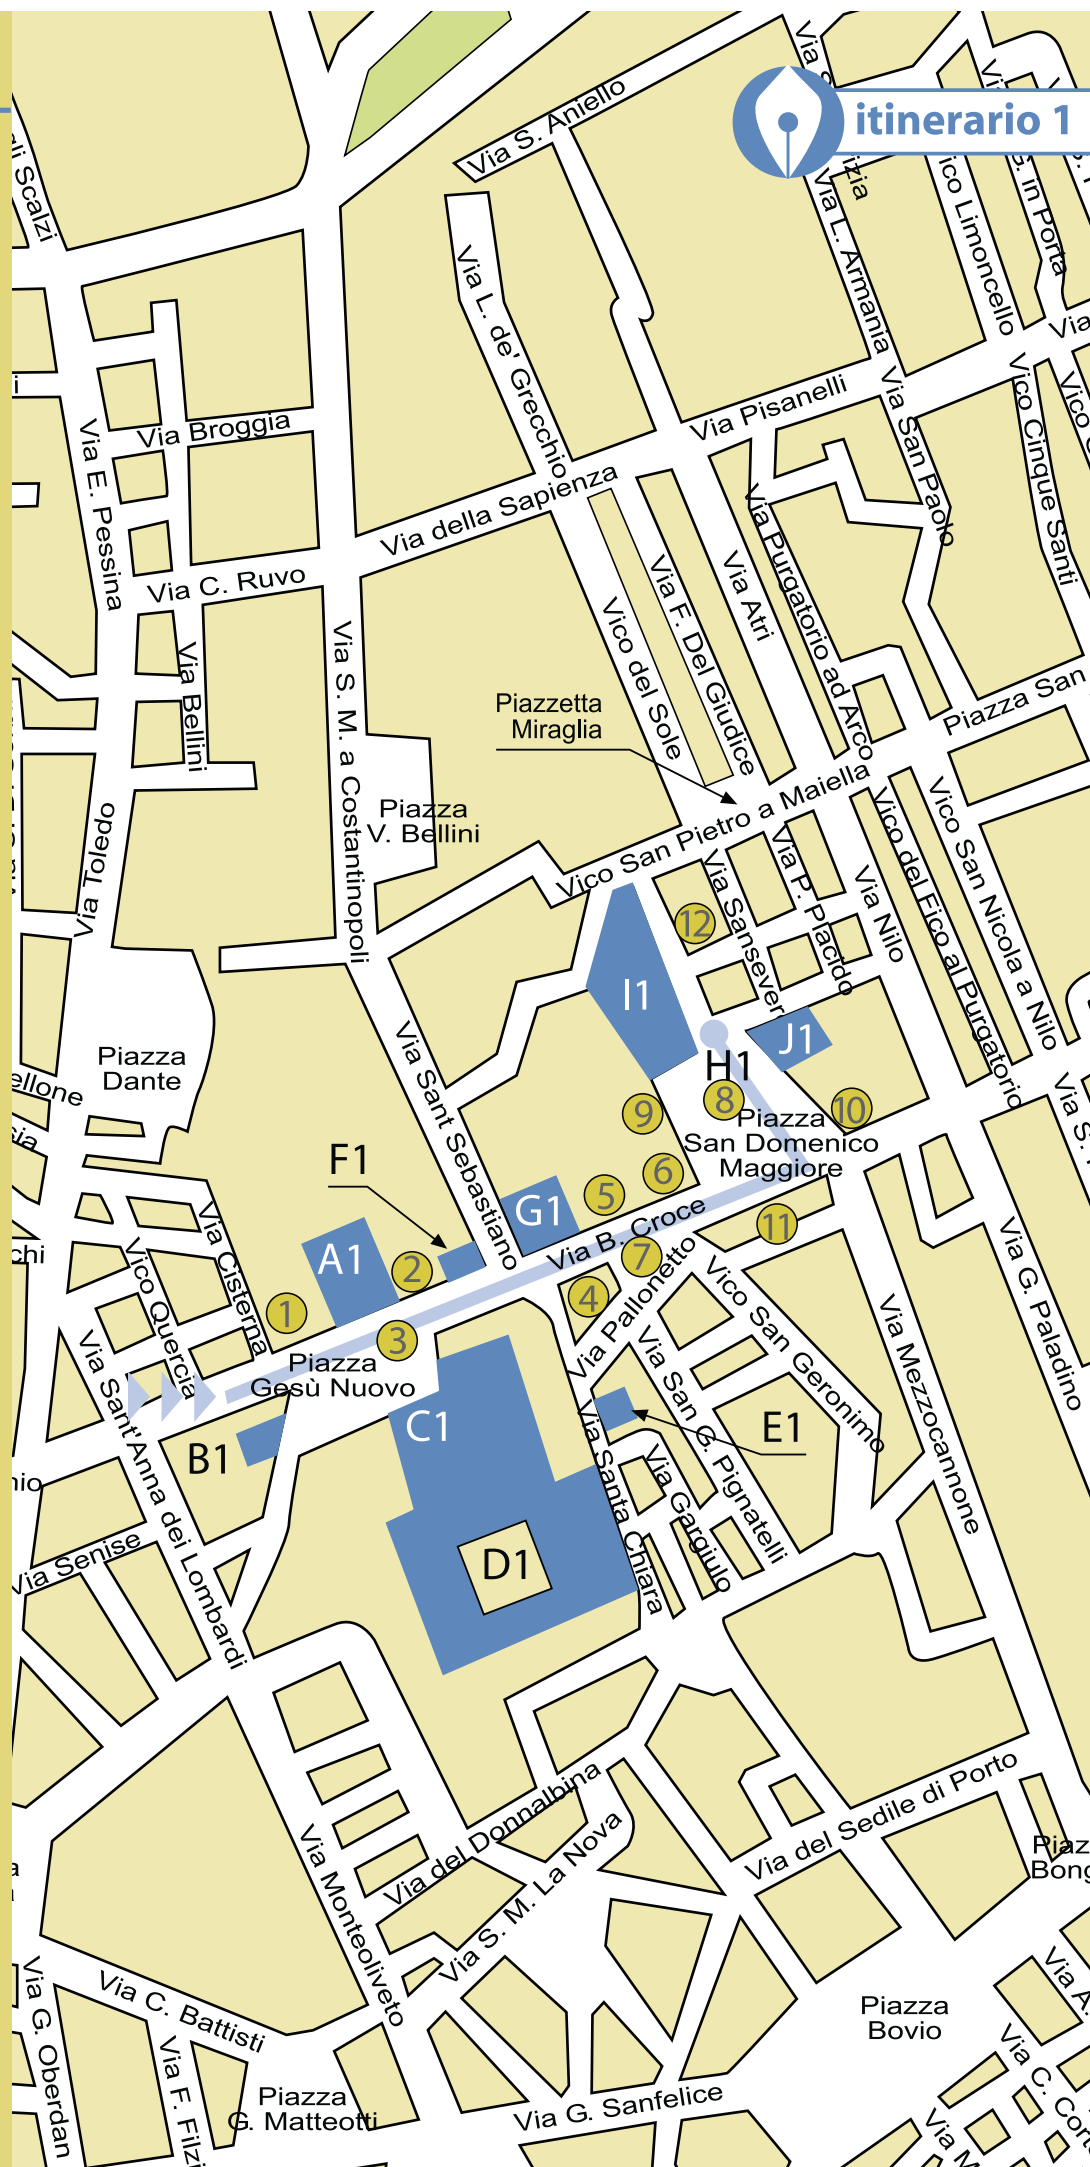 itinerario 1
Via S. Aniello
Via L. de' Grecchio
Via L. Armania
Via Pisanelli
Via San Paolo
Vico Cinque Santi
Via Broggia
Via E. Pessina
Via della Sapienza
Via C. Ruvo
Via Bellini
Via S. M. a Costantinopoli
Via Purgatorio ad Arco
Via Atri
Via F. Del Giudice
Vico del Sole
Piazzetta
Miraglia
Piazza San
Piazza
V. Bellini
Via Toledo
Vico San Pietro a Maiella
Via P. Placido
Via Nilo
Vico del Fico al Purgatorio
Vico San Nicola a Nilo
12
I1
J1
H1
8
9
10
Piazza
San Domenico
Maggiore
Piazza
Dante
Via Sant Sebastiano
F1
G1
5
6
7
11
Via B. Croce
A1
2
1
3
4
Via Cisterna
Vico Quercia
Piazza
Gesù Nuovo
Via Pallonetto
Vico San Geronimo
Via Mezzocannone
Via G. Paladino
Via San G. Pignatelli
Via Sant'Anna dei Lombardi
B1
C1
D1
E1
Via Santa Chiara
Via Gargiulo
Via Senise
Via del Donnalbina
Via S. M. La Nova
Via Monteoliveto
Via del Sedile di Porto
Via C. Battisti
Via G. Oberdan
Via F. Filzi
Piazza
G. Matteotti
Via G. Sanfelice
Piazza
Bovio